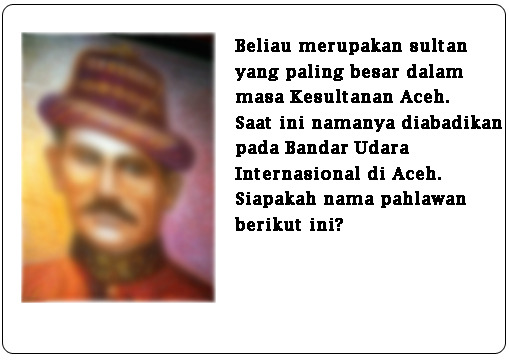 Beliau merupakan sultan
yang paling besar dalam
masa Kesultanan Aceh.
Saat ini namanya diabadikan
pada Bandar Udara
Internasional di Aceh.
Siapakah nama pahlawan
berikut ini?